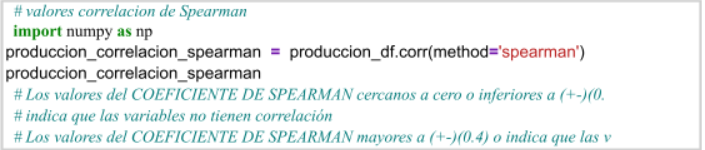 # valores correlacion de Spearman
import numpy as np
produccion_correlacion_spearman = produccion_df.corr(method='spearman')
produccion_correlacion_spearman
# Los valores del COEFICIENTE DE SPEARMAN cercanos a cero o inferiores a (+-)(0.
# indica que las variables no tienen correlación
# Los valores del COEFICIENTE DE SPEARMAN mayores a (+-)(0.4) o indica que las v